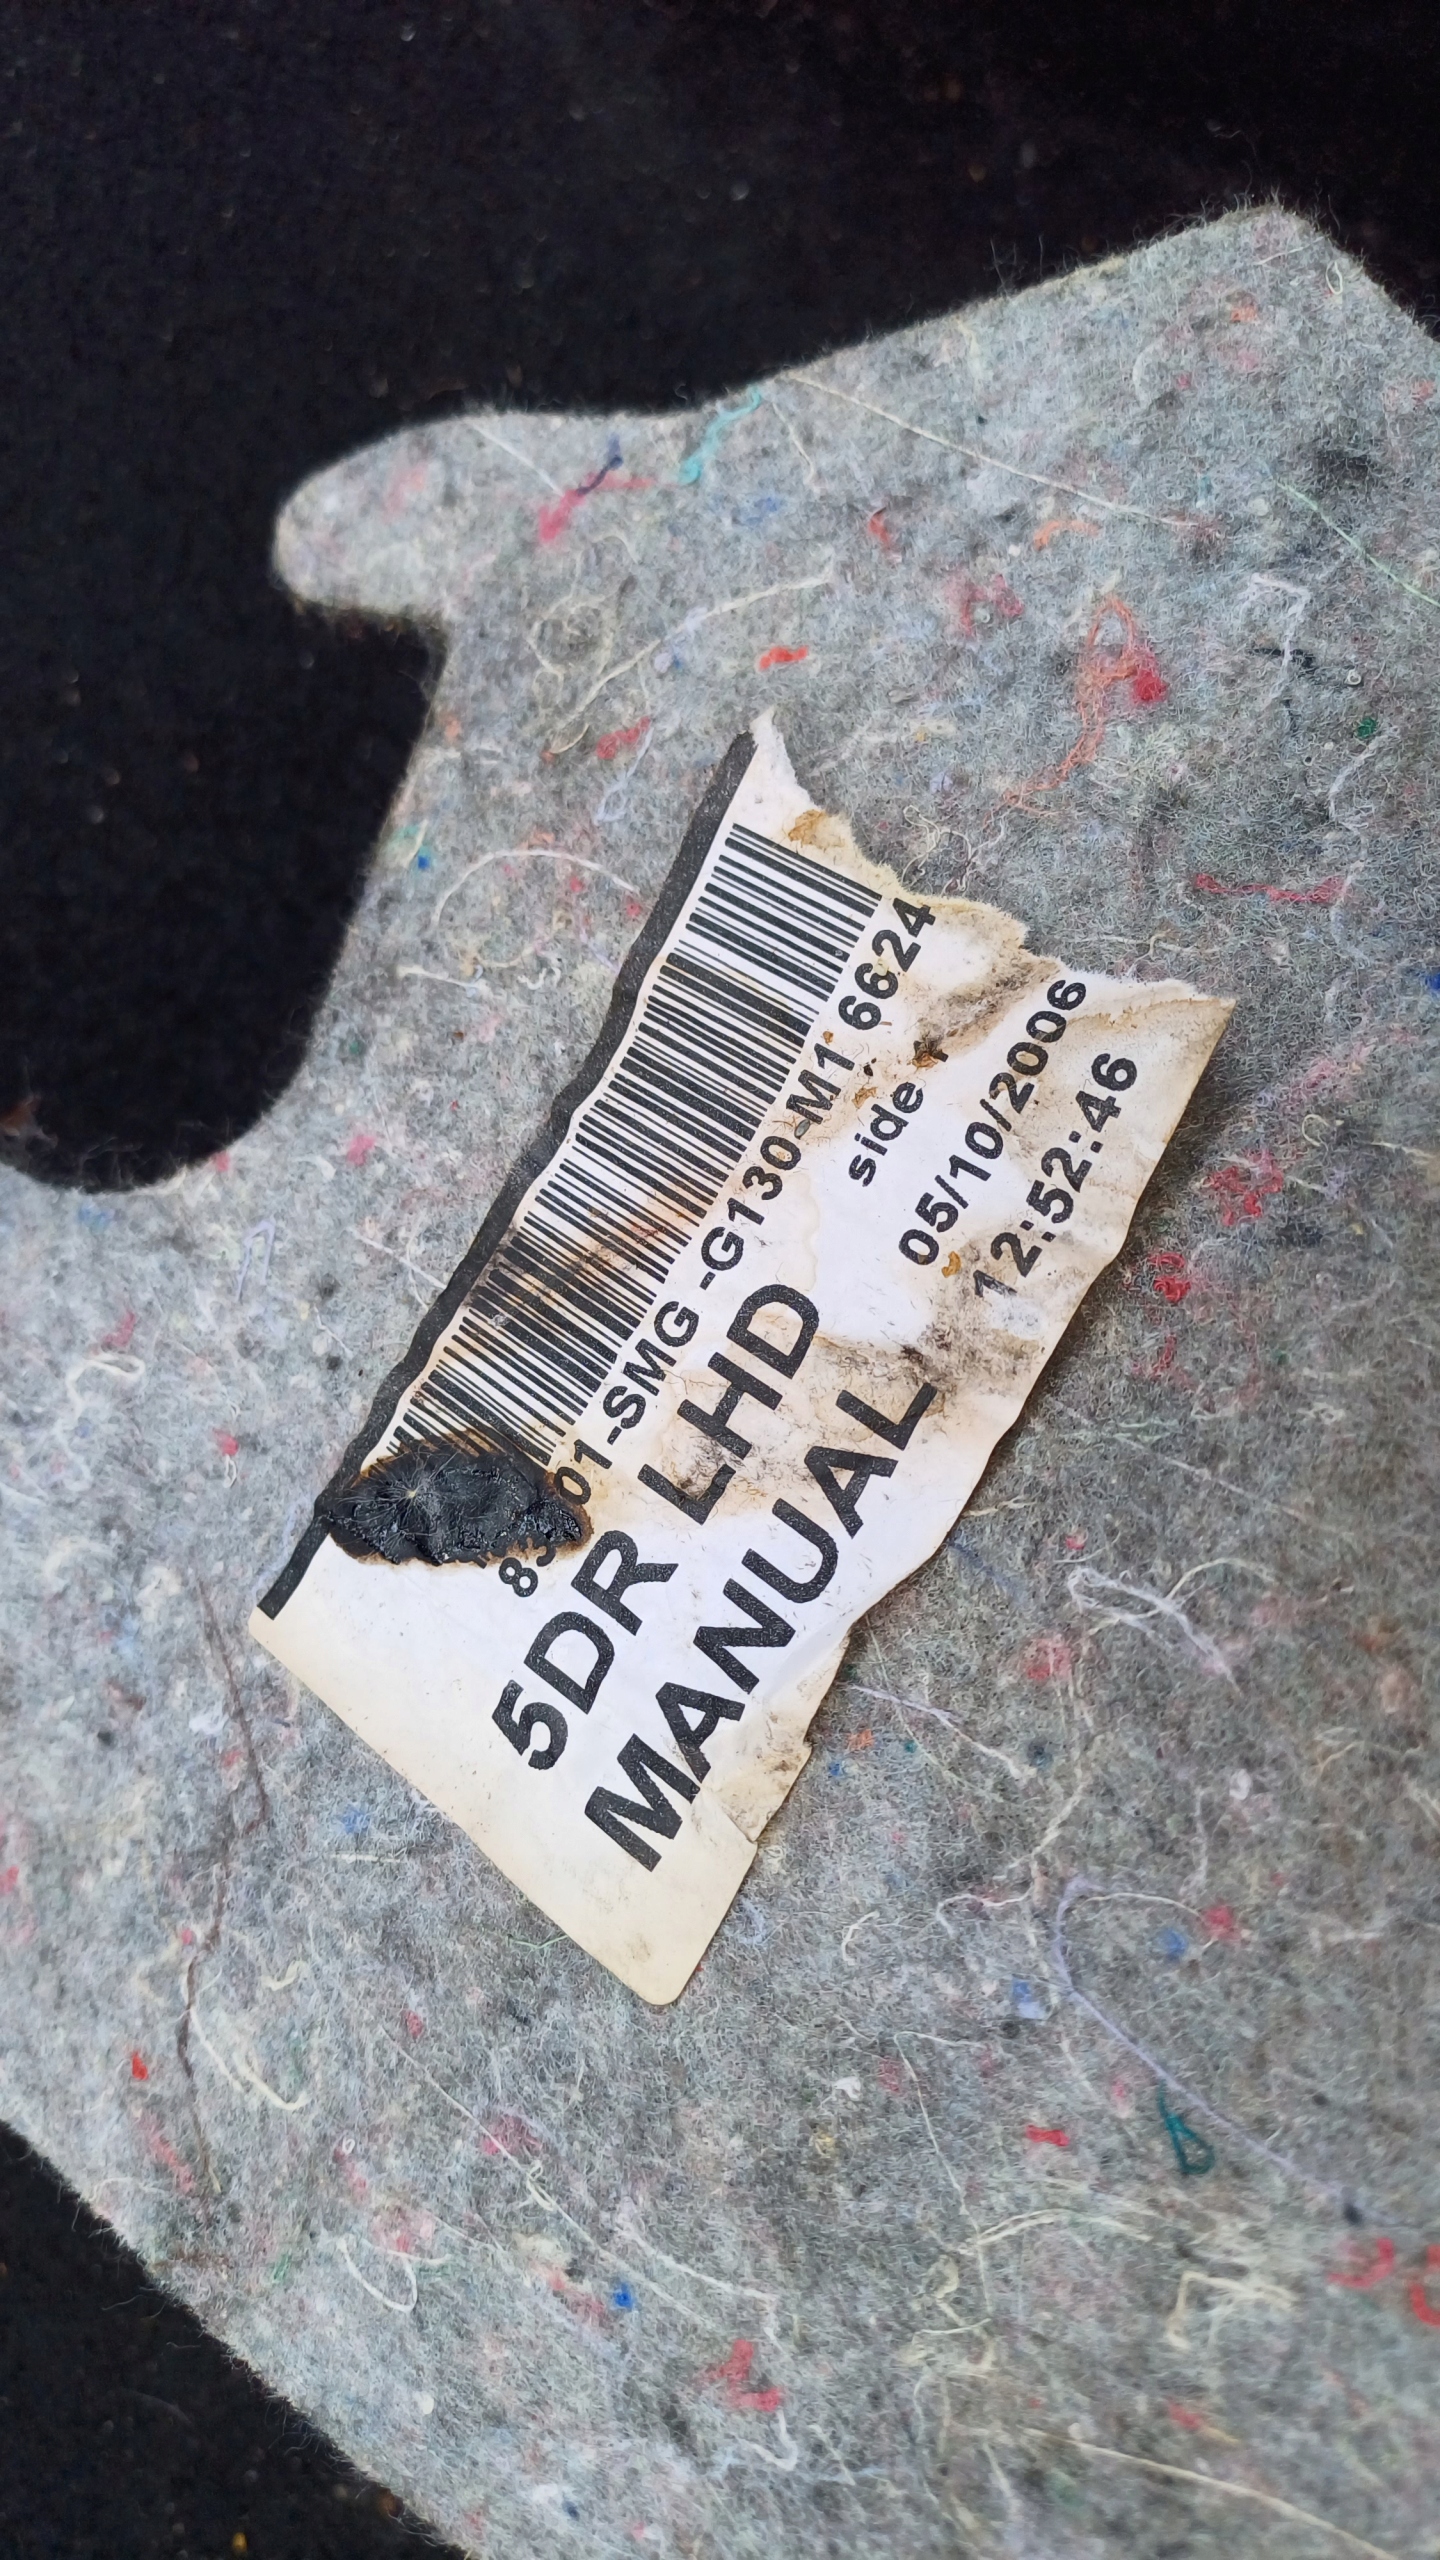 01-SMG -G130-M1 6624
side
5DR LHD
05/10/2006
MANUAL
12:52:46